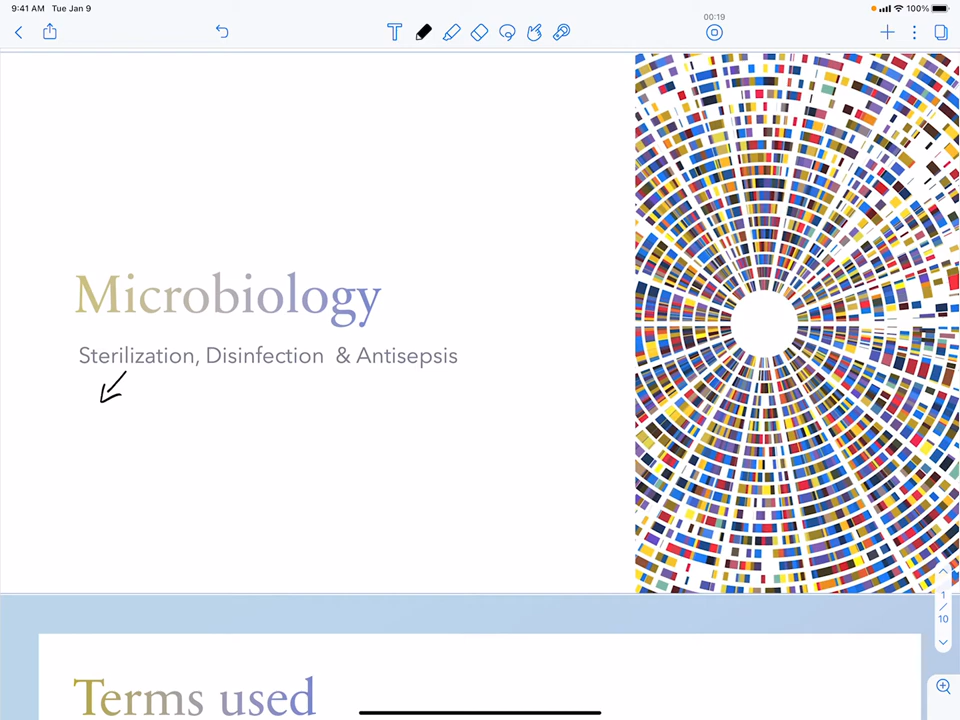 9:41 AM Tue Jan 9
100%
00:19
Microbiology
Sterilization, Disinfection & Antisepsis
1
/
10
Terms used